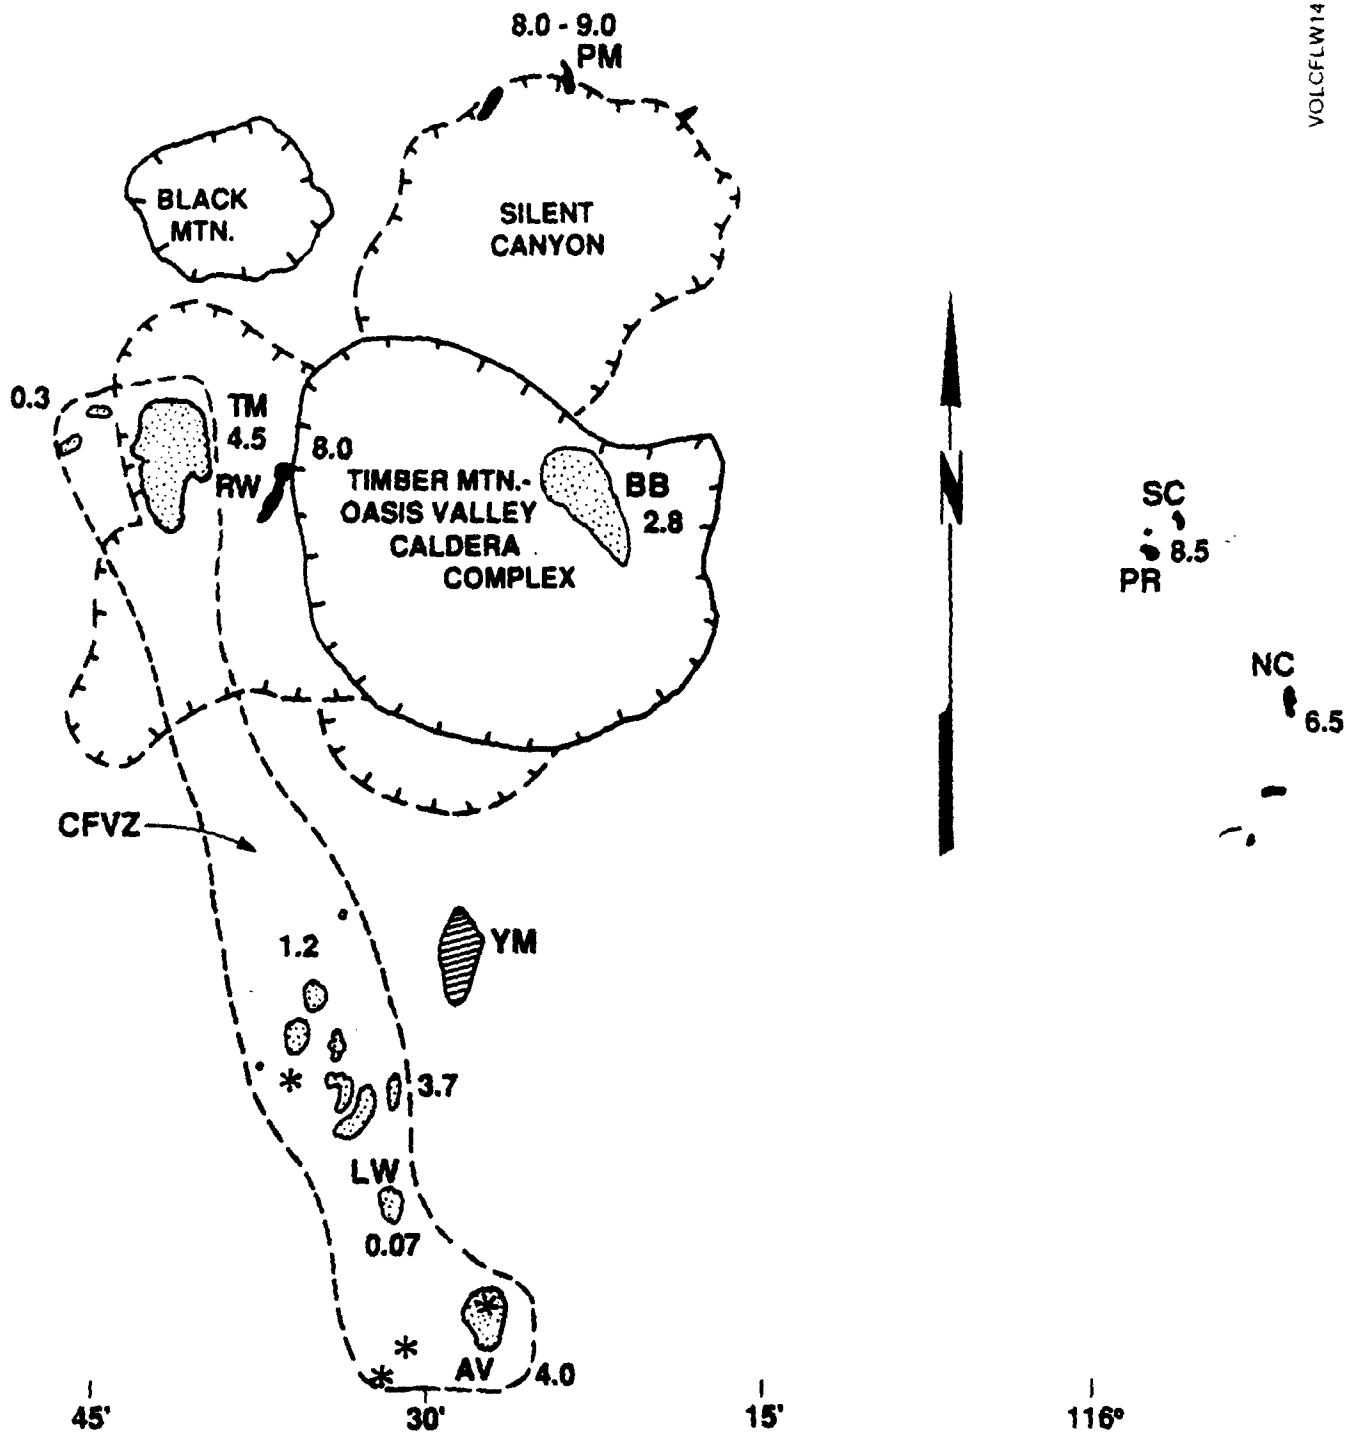 VOLCFLW14
8.0 - 9.0
PM
BLACK
MTN.
SILENT
CANYON
0.3
TM
4.5
8.0
RW
TIMBER MTN.-
OASIS VALLEY
CALDERA
COMPLEX
BB
2.8
N
SC
8.5
PR
NC
6.5
CFVZ
1.2
YM
3.7
LW
0.07
AV
4.0
45'
30'
15'
116°